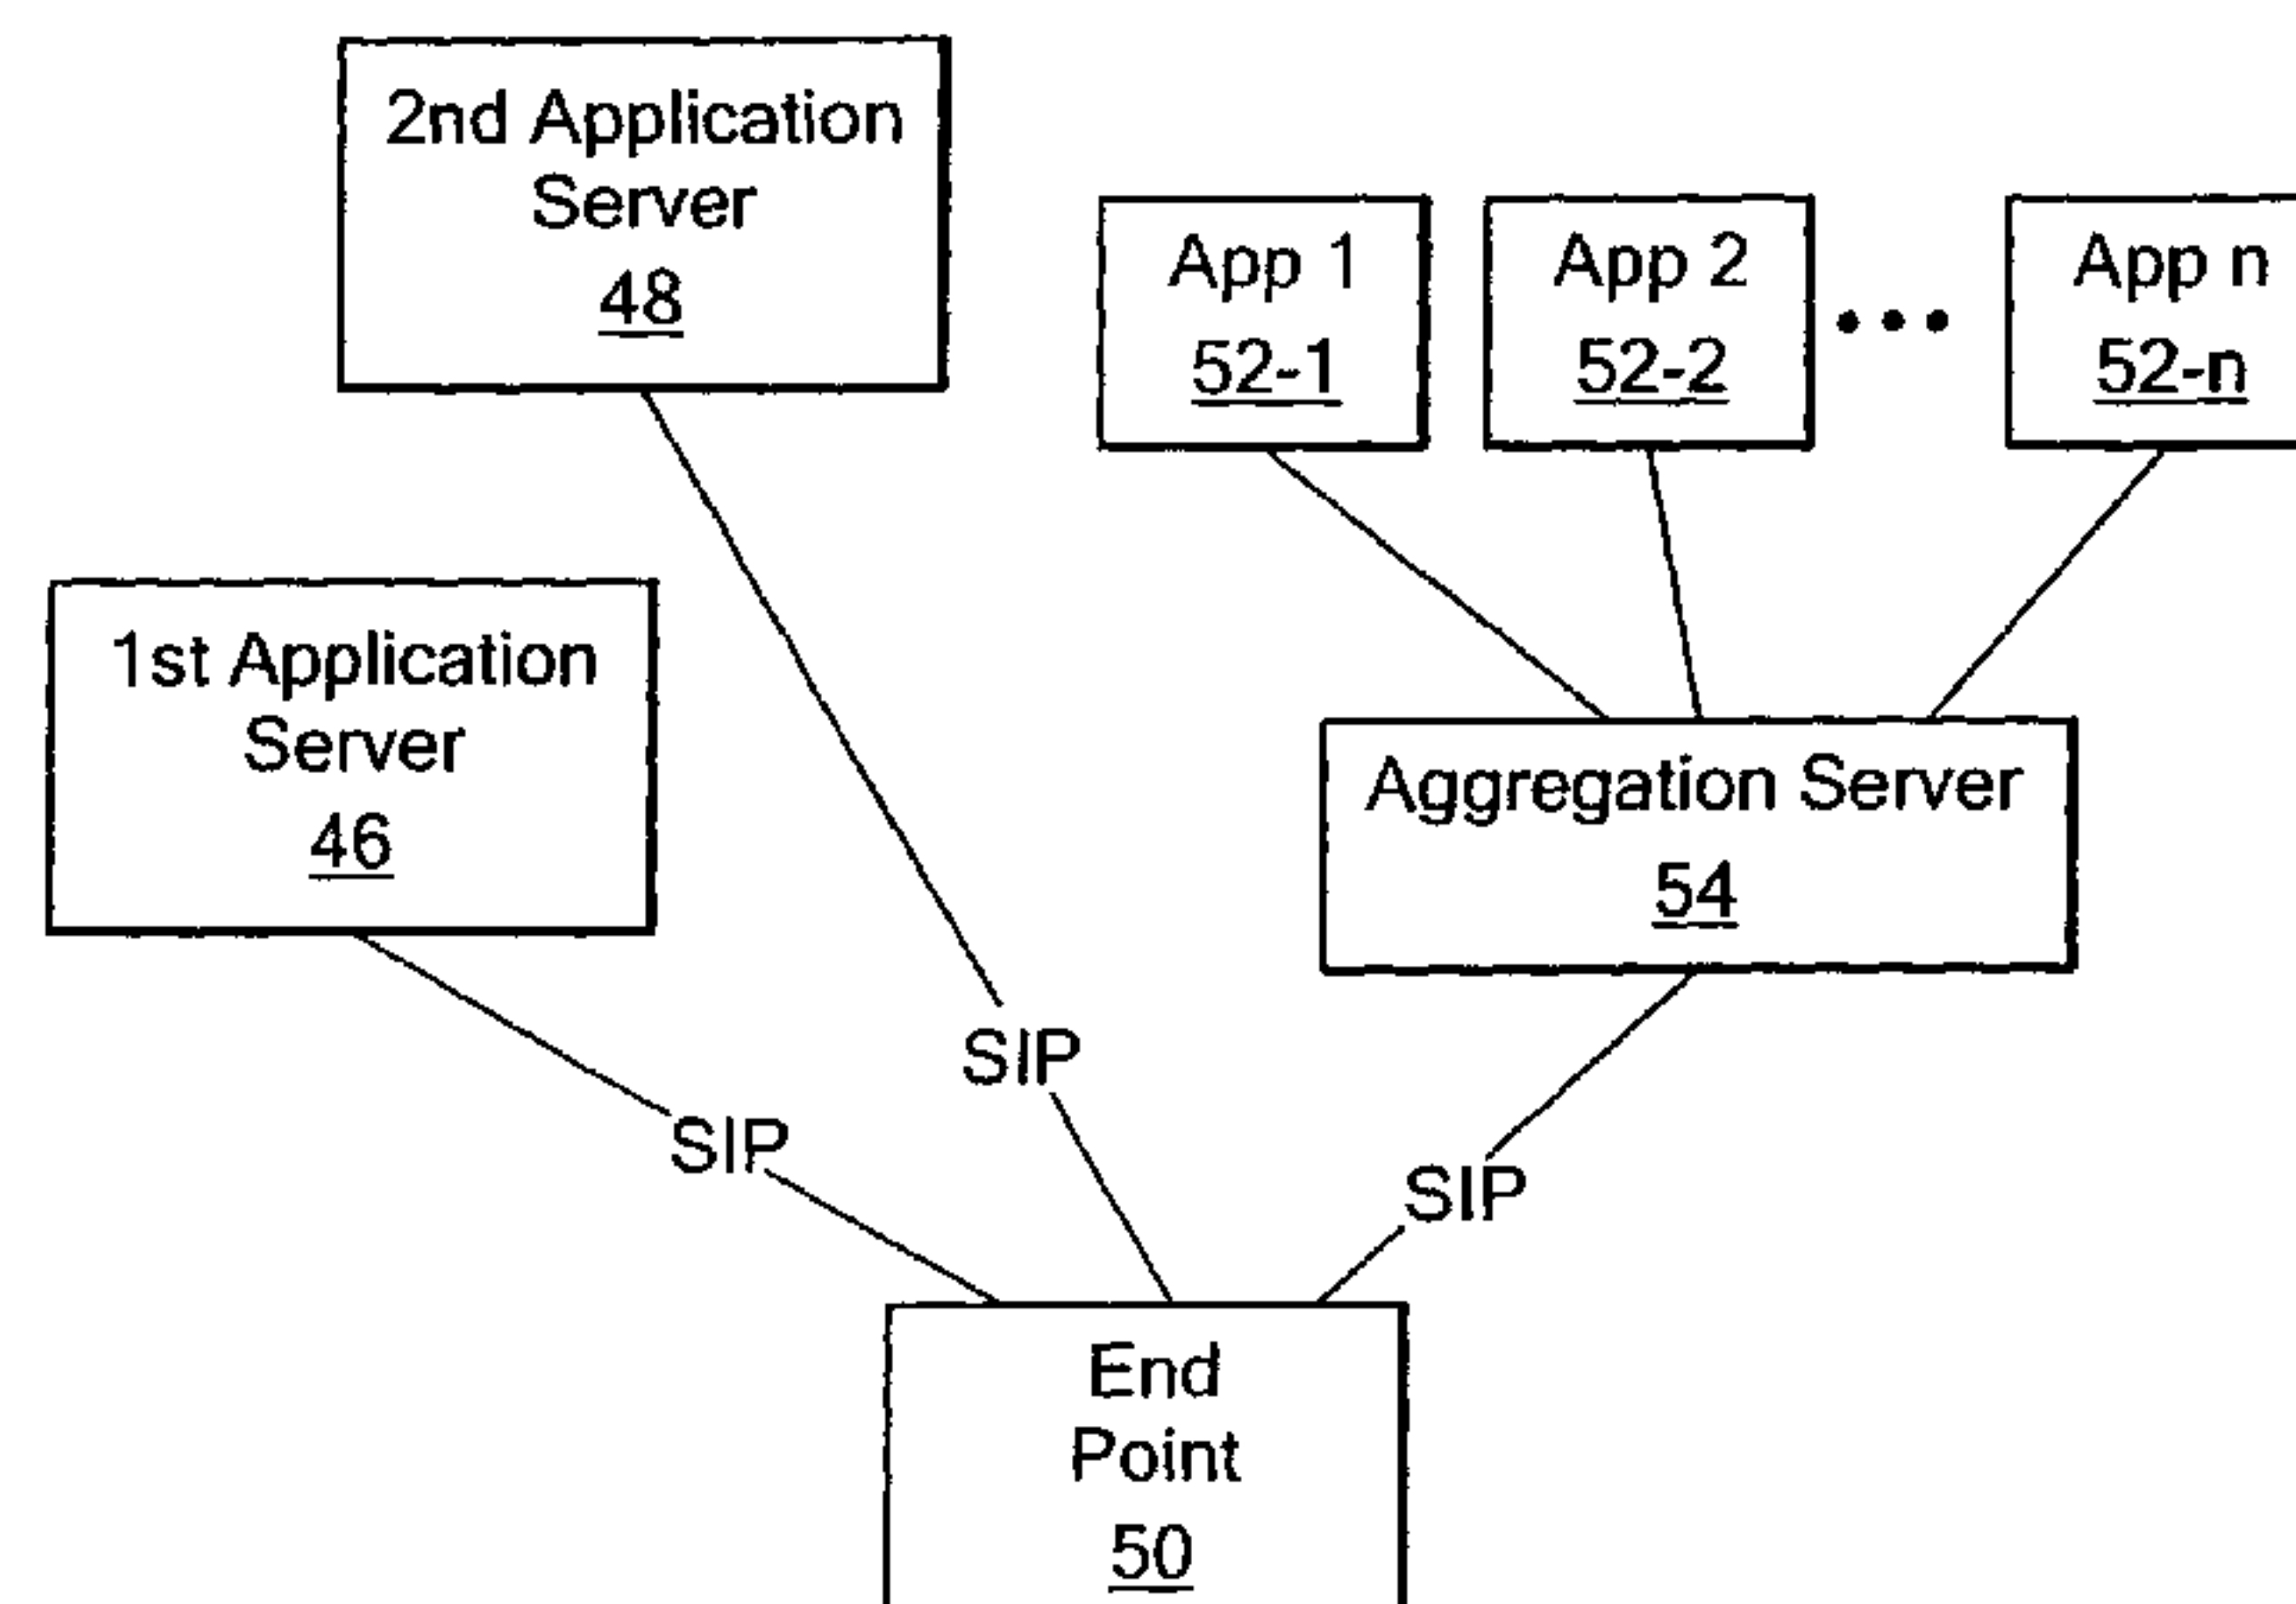 2nd Application
Server
48
App 1
52-1
App 2
52-2
App n
52-n
1st Application
Server
46
Aggregation Server
54
SIP
SIP
SIP
End
Point
50